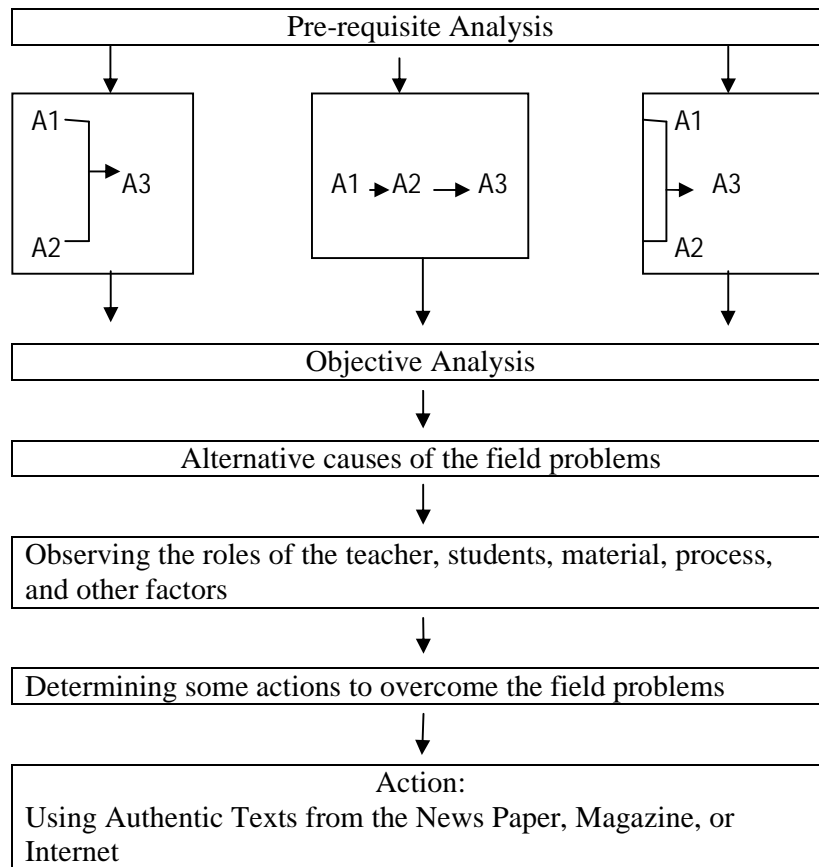 Pre-requisite Analysis
A1
A3
A2
A1 A2 A3
A1
A3
A2
Objective Analysis
Alternative causes of the field problems
Observing the roles of the teacher, students, material, process,
and other factors
Determining some actions to overcome the field problems
Action:
Using Authentic Texts from the News Paper, Magazine, or
Internet